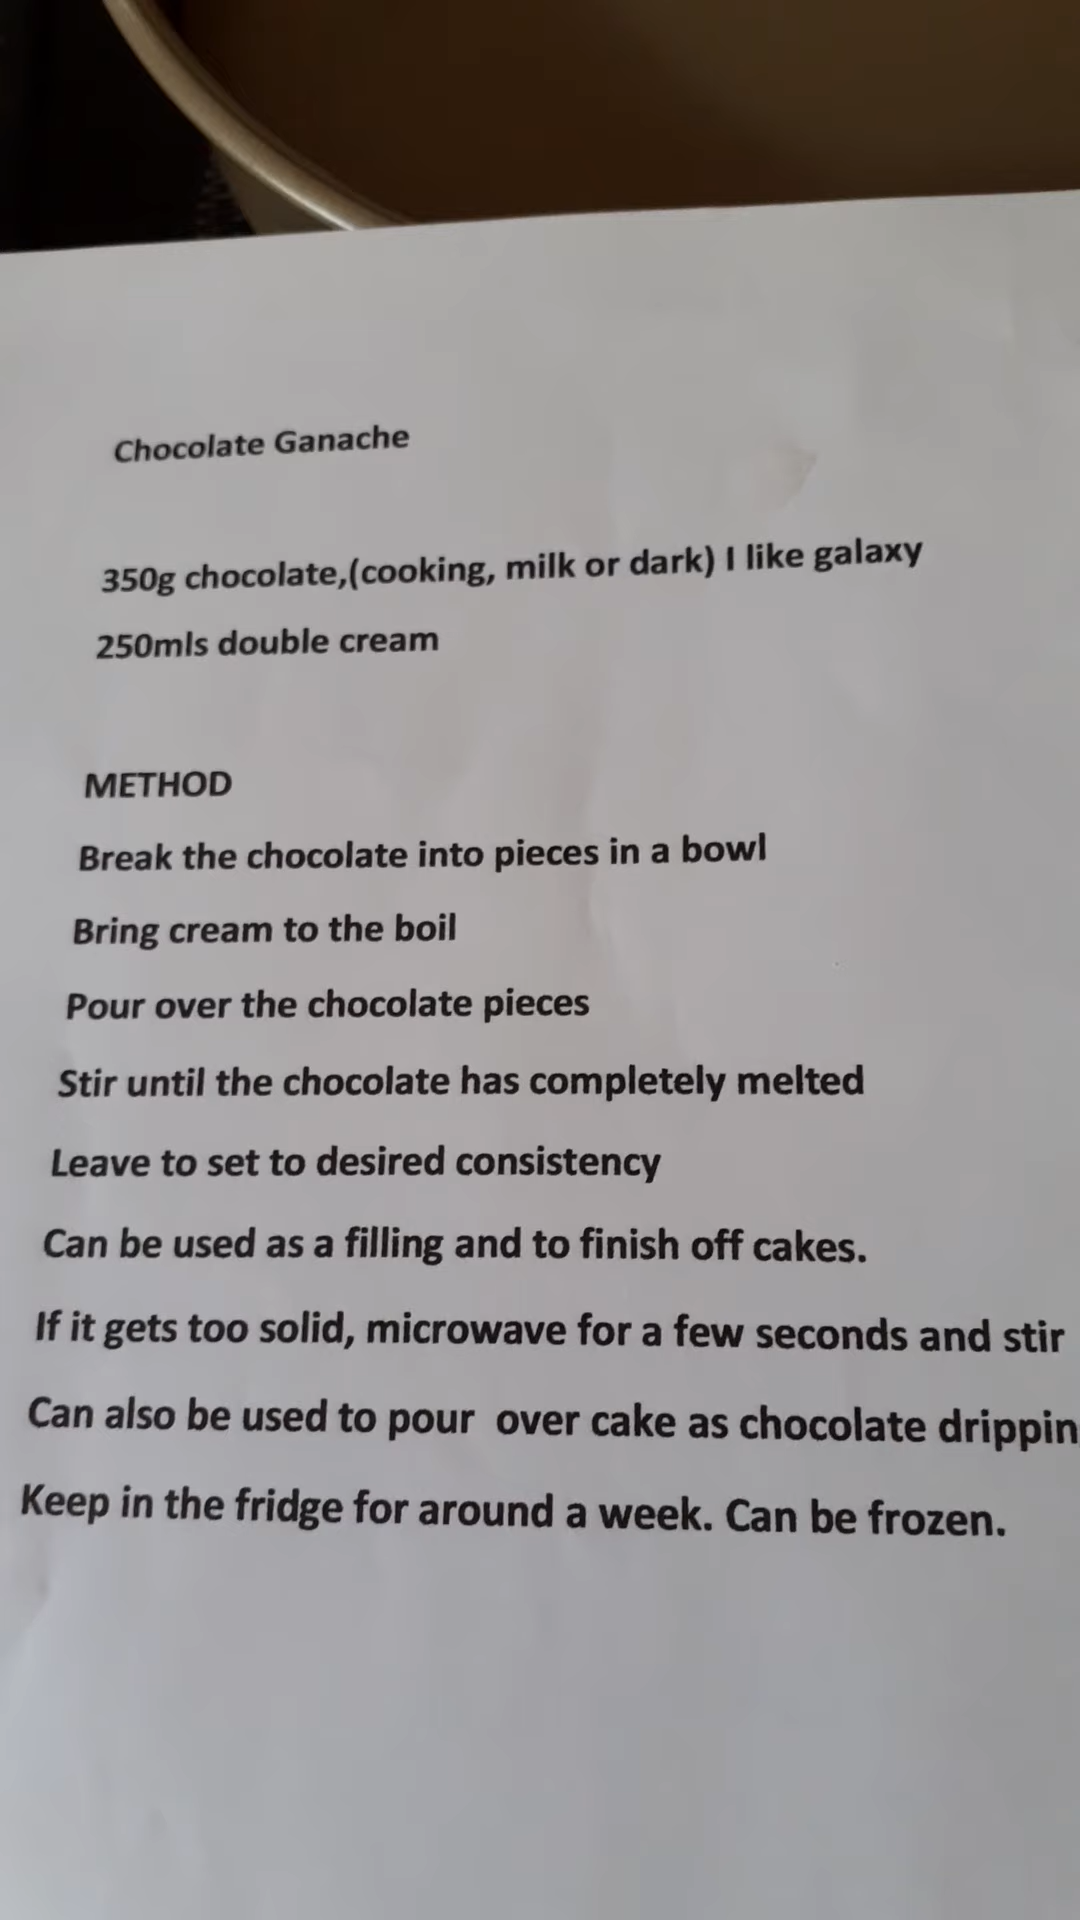 Chocolate Ganache
350g chocolate,(cooking, milk or dark) I like galaxy
250mls double cream
METHOD
Break the chocolate into pieces in a bowl
Bring cream to the boil
Pour over the chocolate pieces
Stir until the chocolate has completely melted
Leave to set to desired consistency
Can be used as a filling and to finish off cakes.
If it gets too solid, microwave for a few seconds and stir
Can also be used to pour  over cake as chocolate drippin
Keep in the fridge for around a week. Can be frozen.